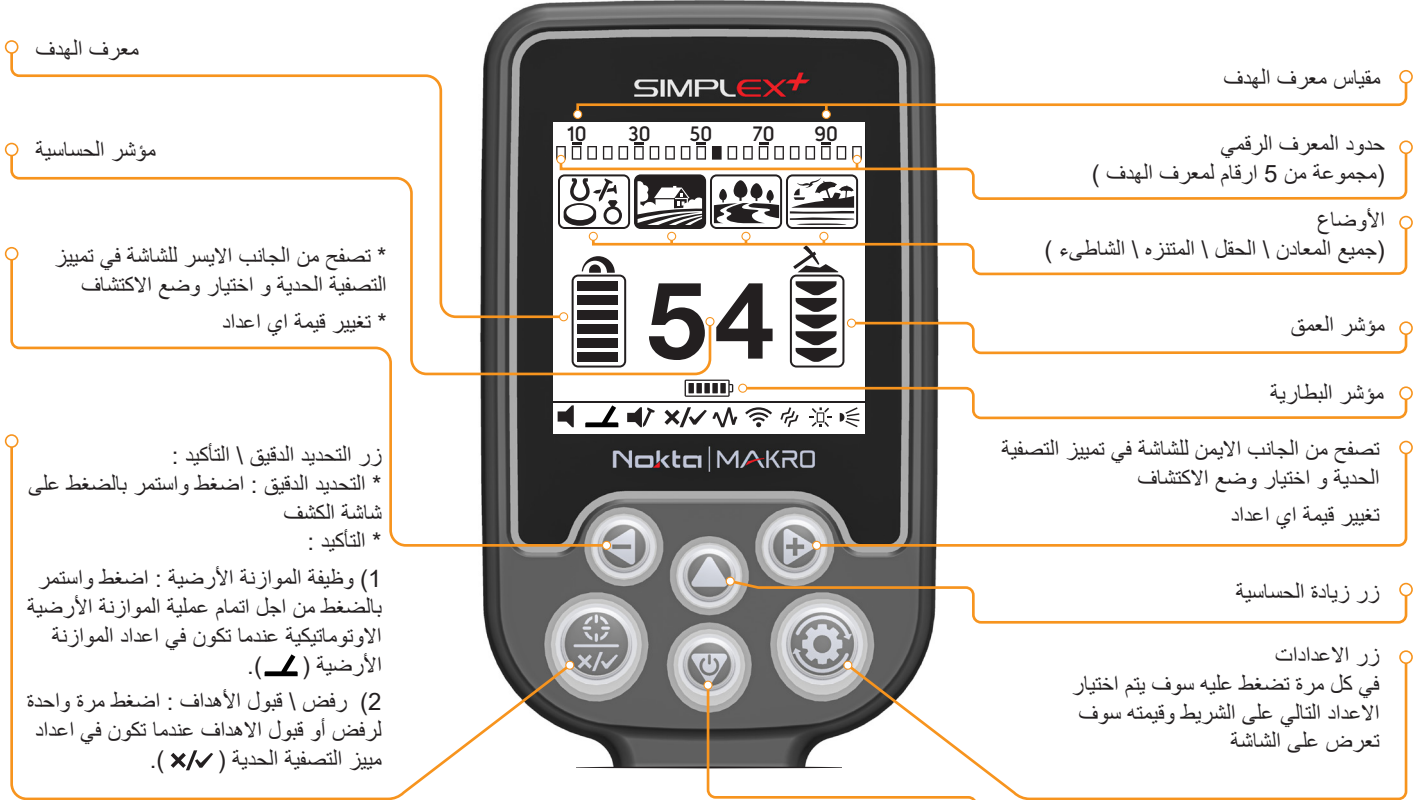 معرف الهدف
مؤشر الحساسية
* تصفح من الجانب الايسر للشاشة في تمييز
التصفية الحدية و اختيار وضع الاكتشاف
* تغيير قيمة اي اعداد
زر التحديد الدقيق \ التأكيد :
* التحديد الدقيق : اضغط واستمر بالضغط على
شاشة الكشف
* التأكيد :
1) وظيفة الموازنة الأرضية : اضغط واستمر
بالضغط من اجل اتمام عملية الموازنة الأرضية
الاوتوماتيكية عندما تكون في اعداد الموازنة
الأرضية ( ).
2) رفض \ قبول الأهداف : اضغط مرة واحدة
لرفض أو قبول الاهداف عندما تكون في اعداد
مييز التصفية الحدية ( ×/✓ ).
SIMPLEX+
10 30 50 70 90
54
×/✓
Nokta | MAKRO
- +
×/✓
مقياس معرف الهدف
حدود المعرف الرقمي
(مجموعة من 5 ارقام لمعرف الهدف )
الأوضاع
(جميع المعادن \ الحقل \ المتنزه \ الشاطىء )
مؤشر العمق
مؤشر البطارية
تصفح من الجانب الايمن للشاشة في تمييز التصفية
الحدية و اختيار وضع الاكتشاف
تغيير قيمة اي اعداد
زر زيادة الحساسية
زر الاعدادات
في كل مرة تضغط عليه سوف يتم اختيار
الاعداد التالي على الشريط وقيمته سوف
تعرض على الشاشة